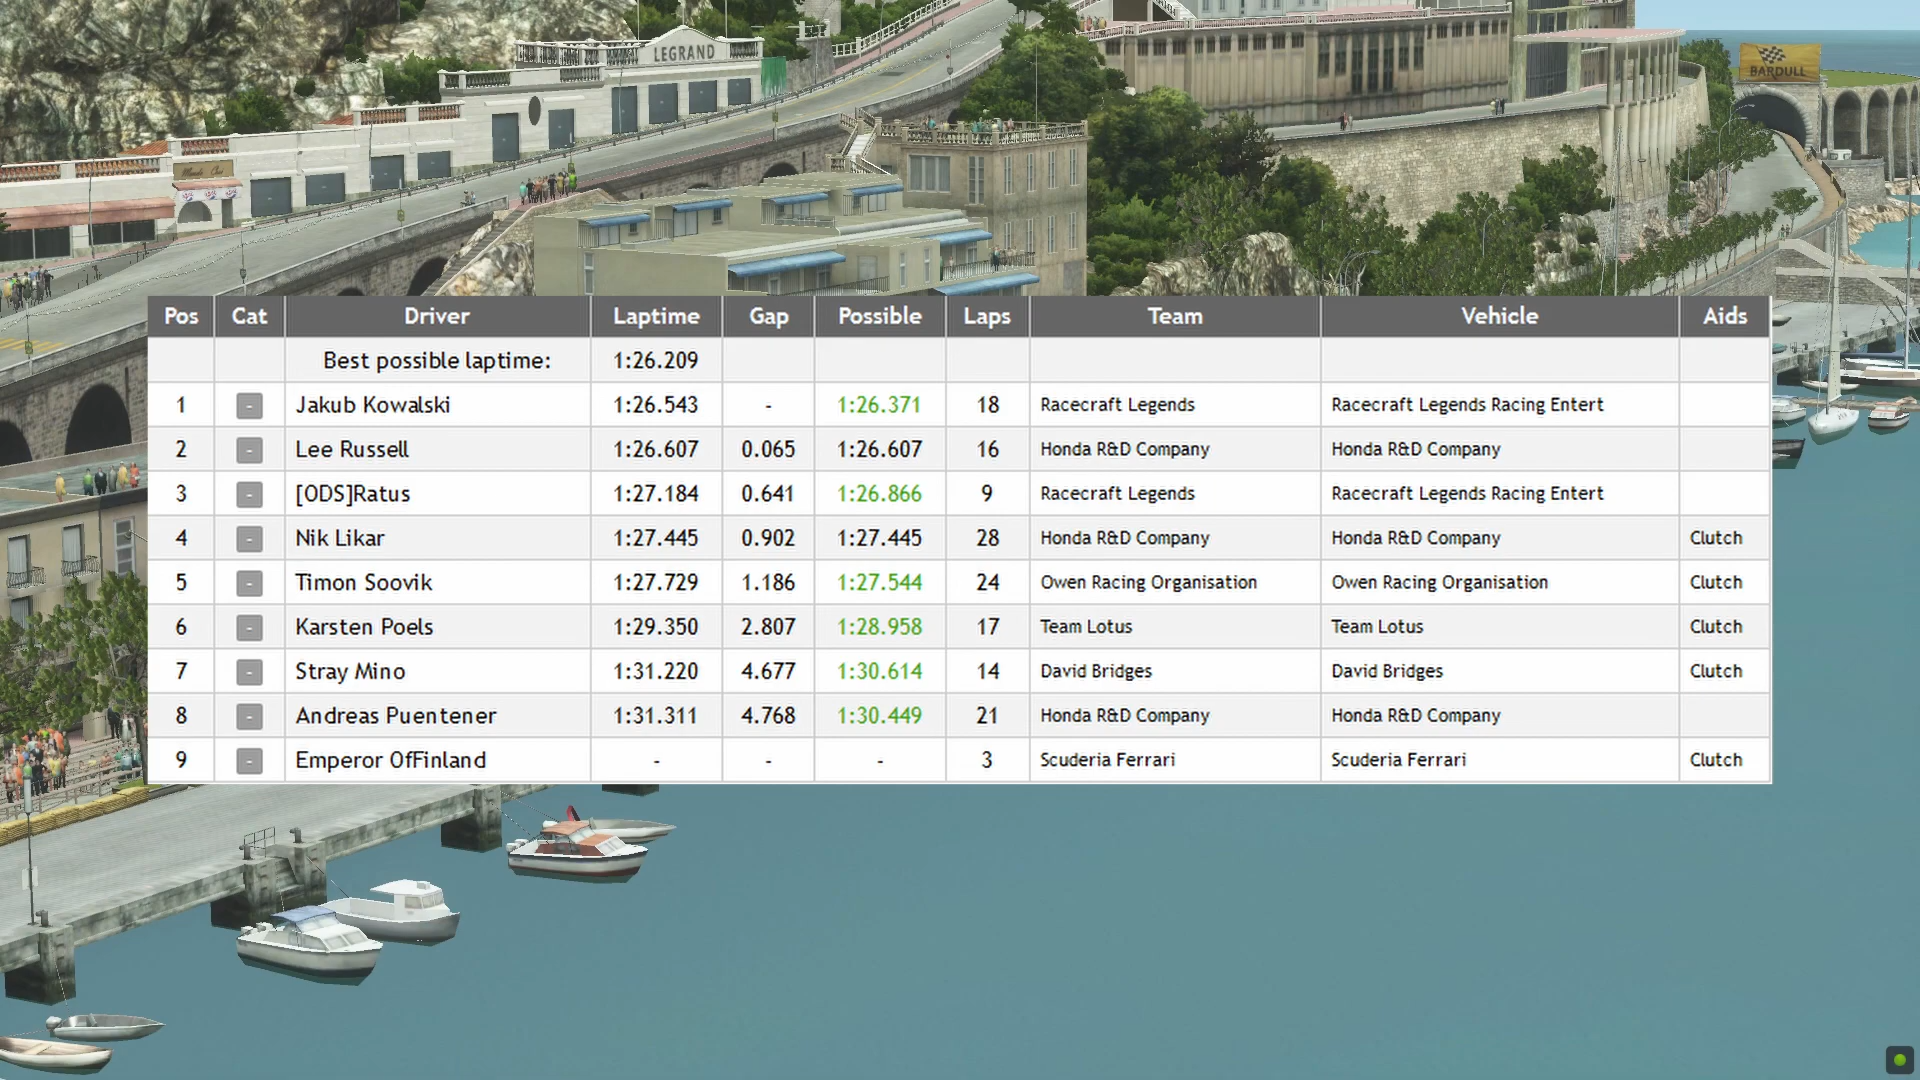 LEGRAND
BARDULL
Pos Cat Driver Laptime Gap Possible Laps Team Vehicle Aids
Best possible laptime: 1:26.209
1 - Jakub Kowalski 1:26.543 - 1:26.371 18 Racecraft Legends Racecraft Legends Racing Entert
2 - Lee Russell 1:26.607 0.065 1:26.607 16 Honda R&D Company Honda R&D Company
3 - [ODS]Ratus 1:27.184 0.641 1:26.866 9 Racecraft Legends Racecraft Legends Racing Entert
4 - Nik Likar 1:27.445 0.902 1:27.445 28 Honda R&D Company Honda R&D Company Clutch
5 - Timon Soovik 1:27.729 1.186 1:27.544 24 Owen Racing Organisation Owen Racing Organisation Clutch
6 - Karsten Poels 1:29.350 2.807 1:28.958 17 Team Lotus Team Lotus Clutch
7 - Stray Mino 1:31.220 4.677 1:30.614 14 David Bridges David Bridges Clutch
8 - Andreas Puentener 1:31.311 4.768 1:30.449 21 Honda R&D Company Honda R&D Company
9 - Emperor OfFinland - - - 3 Scuderia Ferrari Scuderia Ferrari Clutch